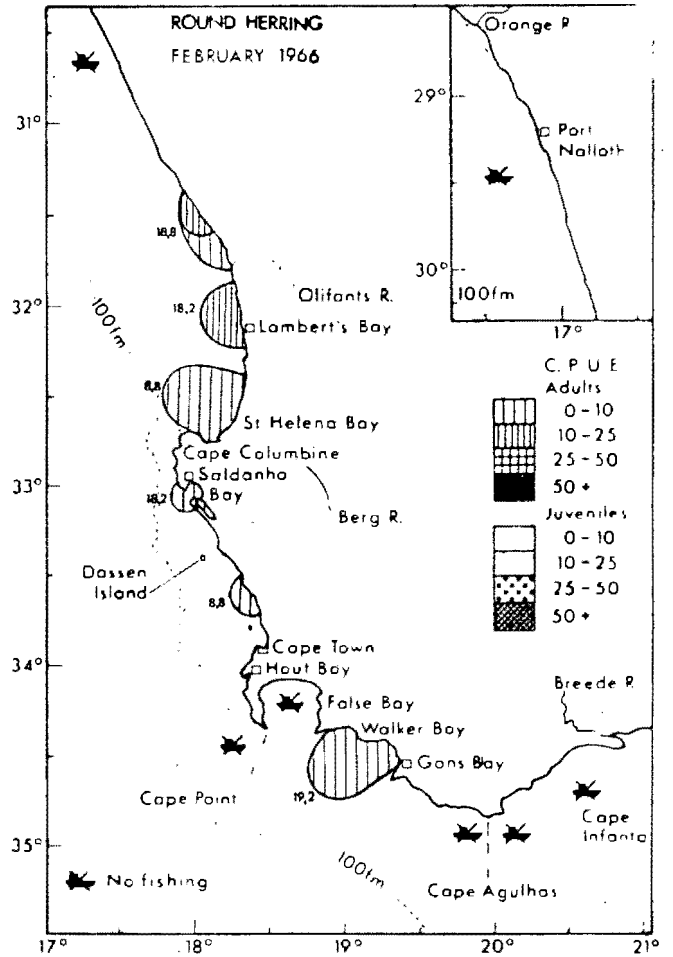 ROUND HERRING
FEBRUARY 1966
Orange R.
29°
Port
Nalloth
30°
100fm
17°
31°
18,8
32°
18,2
Olifants R.
Lambert's Bay
100fm
8,8
St Helena Bay
Cape Columbine
Saldanha
Bay
33°
18,2
Berg R.
Dassen
Island
8,8
34°
Cape Town
Hout Bay
False Bay
Walker Bay
Gans Bay
Breede R.
Cape Point
19,2
Cape
Infanta
35°
100fm
Cape Agulhas
No fishing
17°
18°
19°
20°
21°
C. P U E
Adults
0-10
10-25
25-50
50+
Juveniles
0-10
10-25
25-50
50+